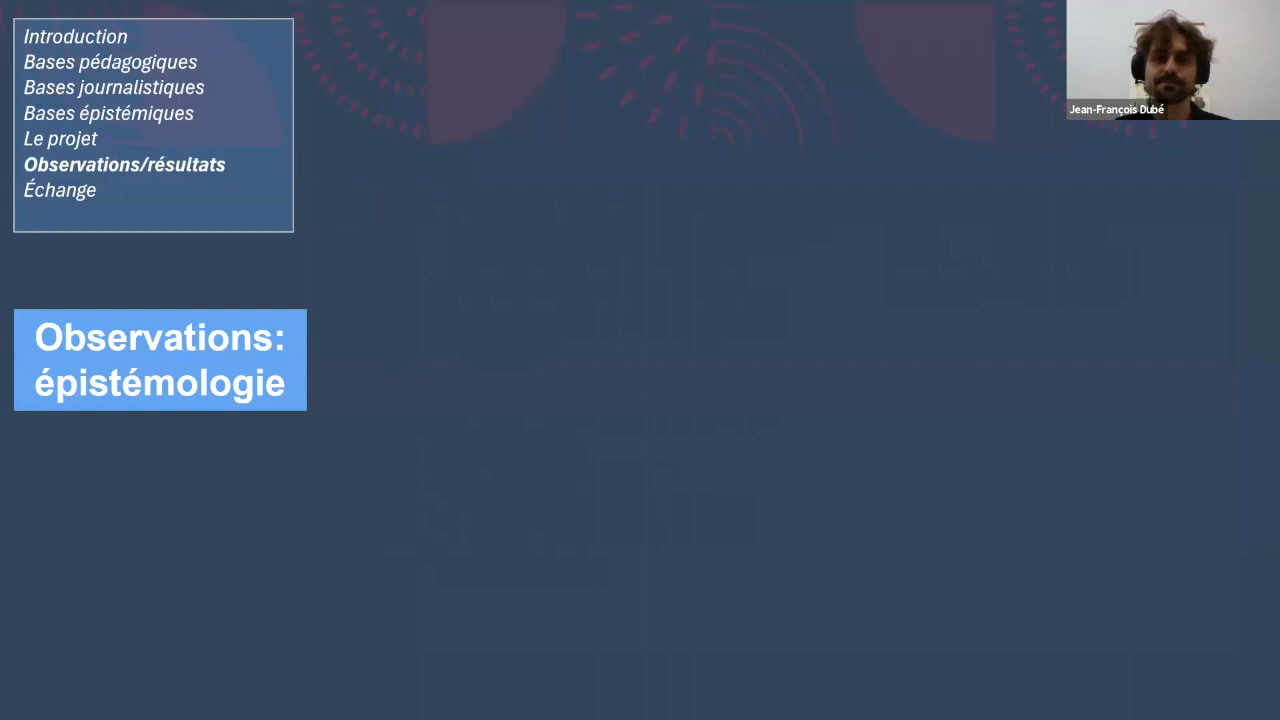 Introduction
Bases pédagogiques
Bases journalistiques
Bases épistémiques
Le projet
Observations/résultats
Échange
Jean-François Dubé
Observations:
épistémologie